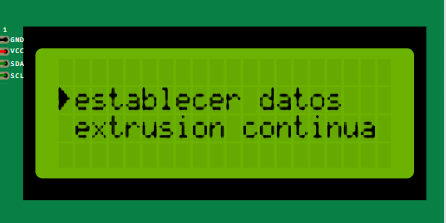 1
GND
VCC
SDA
SCL
establecer datos
extrusion continua